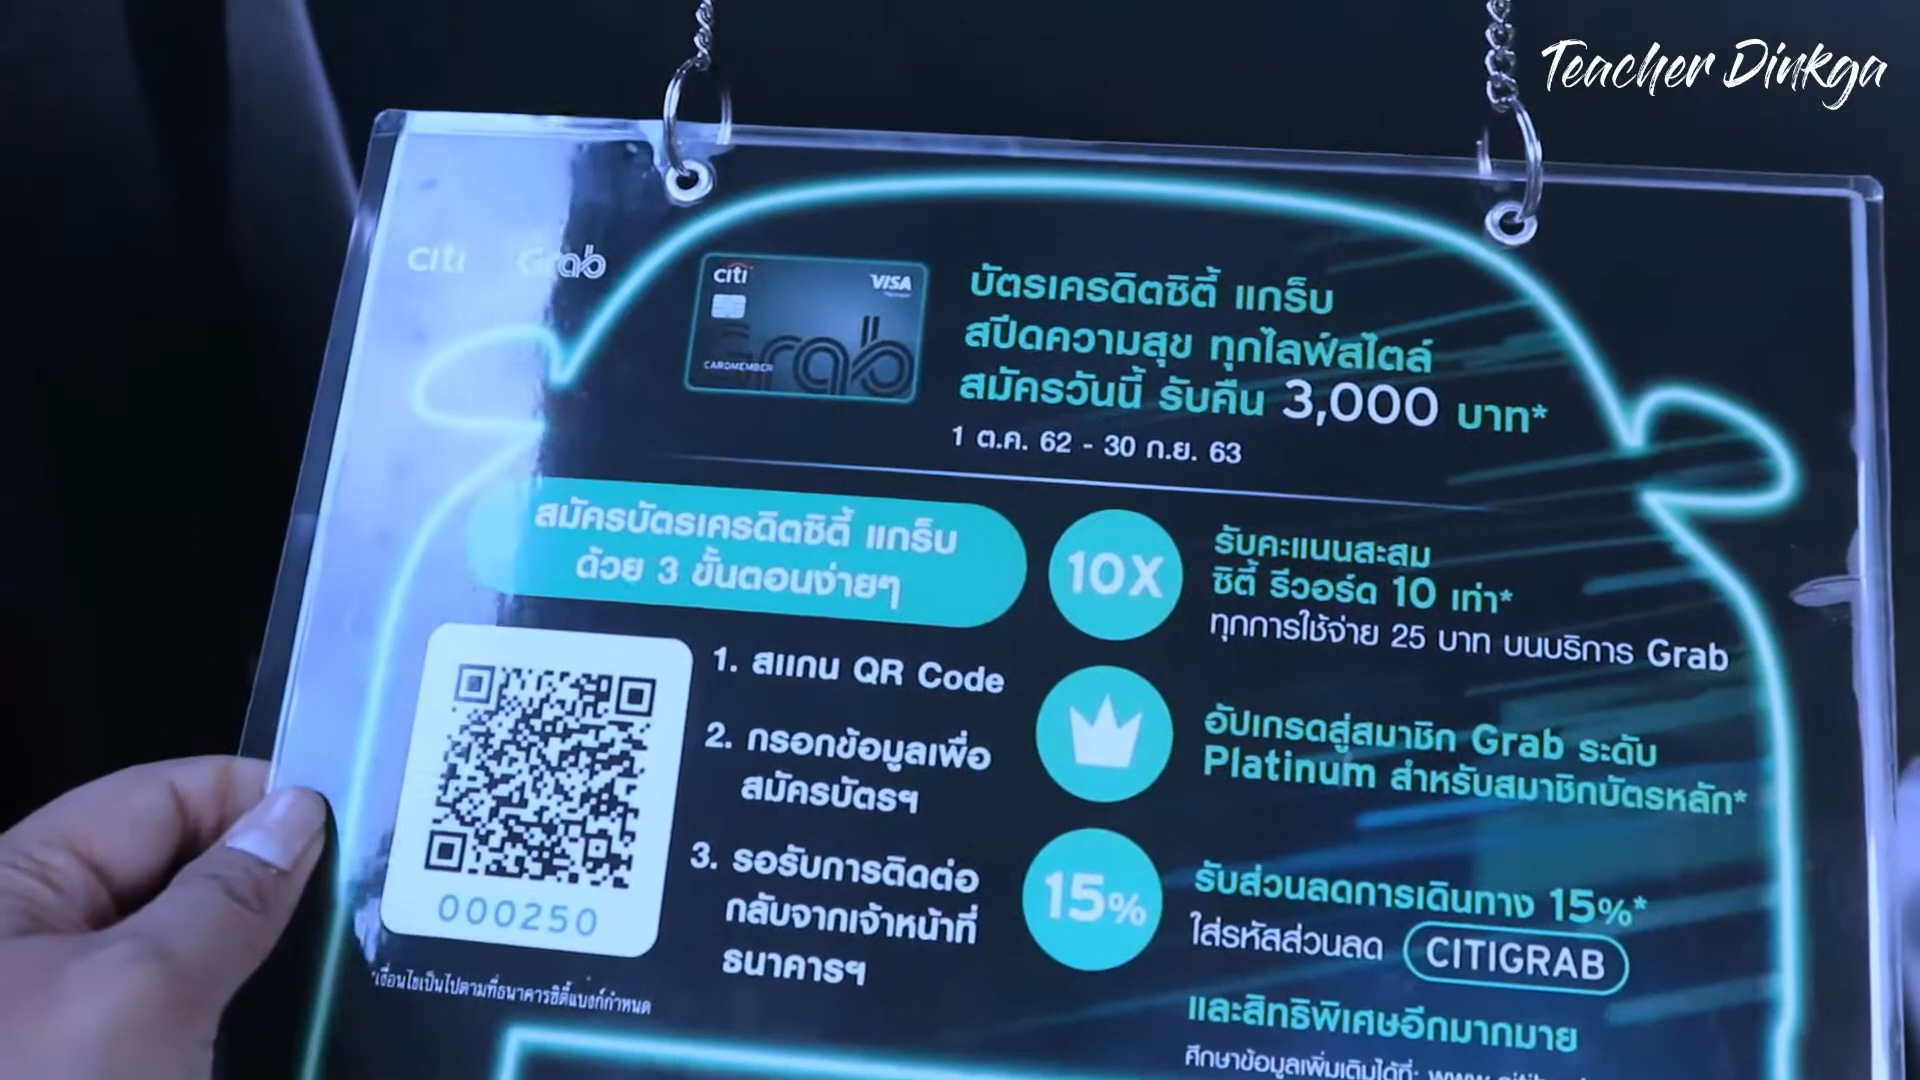 Teacher Dinkga
citi Grab
citi VISA
Grab
CARDMEMBER
บัตรเครดิตซิตี้ แกร็บ
สปีดความสุข ทุกไลฟ์สไตล์
สมัครวันนี้ รับคืน 3,000 บาท*
1 ต.ค. 62 - 30 ก.ย. 63
สมัครบัตรเครดิตซิตี้ แกร็บ
ด้วย 3 ขั้นตอนง่ายๆ
1. สแกน QR Code
2. กรอกข้อมูลเพื่อ
สมัครบัตรฯ
3. รอรับการติดต่อ
กลับจากเจ้าหน้าที่
ธนาคารฯ
000250
*เงื่อนไขเป็นไปตามที่ธนาคารซิตี้แบงก์กำหนด
10X
รับคะแนนสะสม
ซิตี้ รีวอร์ด 10 เท่า*
ทุกการใช้จ่าย 25 บาท บนบริการ Grab
อัปเกรดสู่สมาชิก Grab ระดับ
Platinum สำหรับสมาชิกบัตรหลัก*
15%
รับส่วนลดการเดินทาง 15%*
ใส่รหัสส่วนลด CITIGRAB
และสิทธิพิเศษอีกมากมาย
ศึกษาข้อมูลเพิ่มเติมได้ที่: